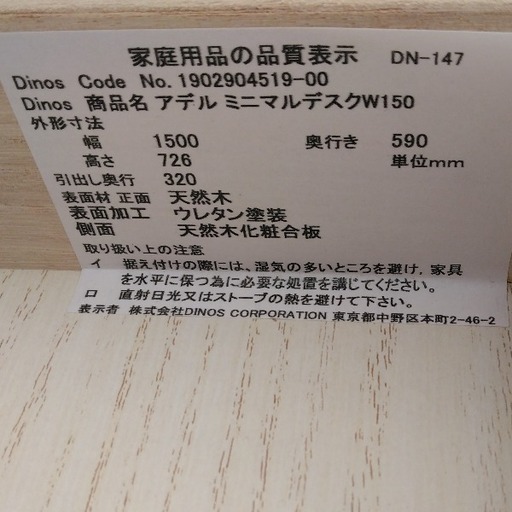 家庭用品の品質表示 DN-147
Dinos Code No. 1902904519-00
Dinos 商品名 アデル ミニマルデスクW150
外形寸法
幅 1500 奥行き 590
高さ 726 単位mm
引出し奥行 320
表面材 正面 天然木
表面加工 ウレタン塗装
側面 天然木化粧合板
取り扱い上の注意
イ 据え付けの際には、湿気の多いところを避け、家具
を水平に保つ為に必要な処置を講じてください。
ロ 直射日光又はストーブの熱を避けて下さい。
表示者 株式会社DINOS CORPORATION 東京都中野区本町2-46-2